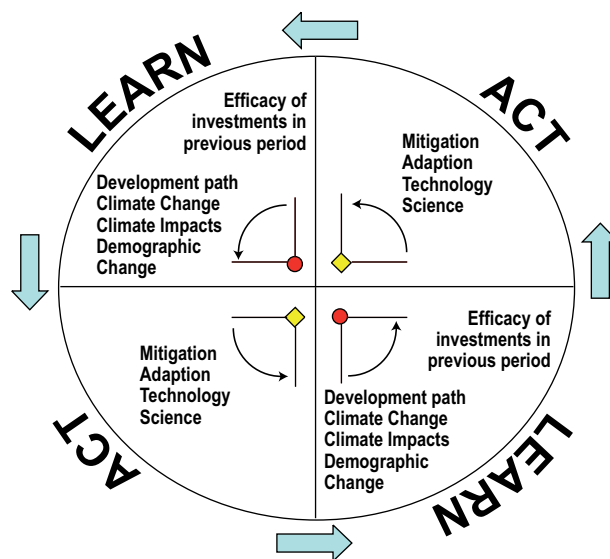 LEARN
Efficacy of
investments in
previous period
Development path
Climate Change
Climate Impacts
Demographic
Change
ACT
Mitigation
Adaption
Technology
Science
ACT
Mitigation
Adaption
Technology
Science
LEARN
Efficacy of
investments in
previous period
Development path
Climate Change
Climate Impacts
Demographic
Change